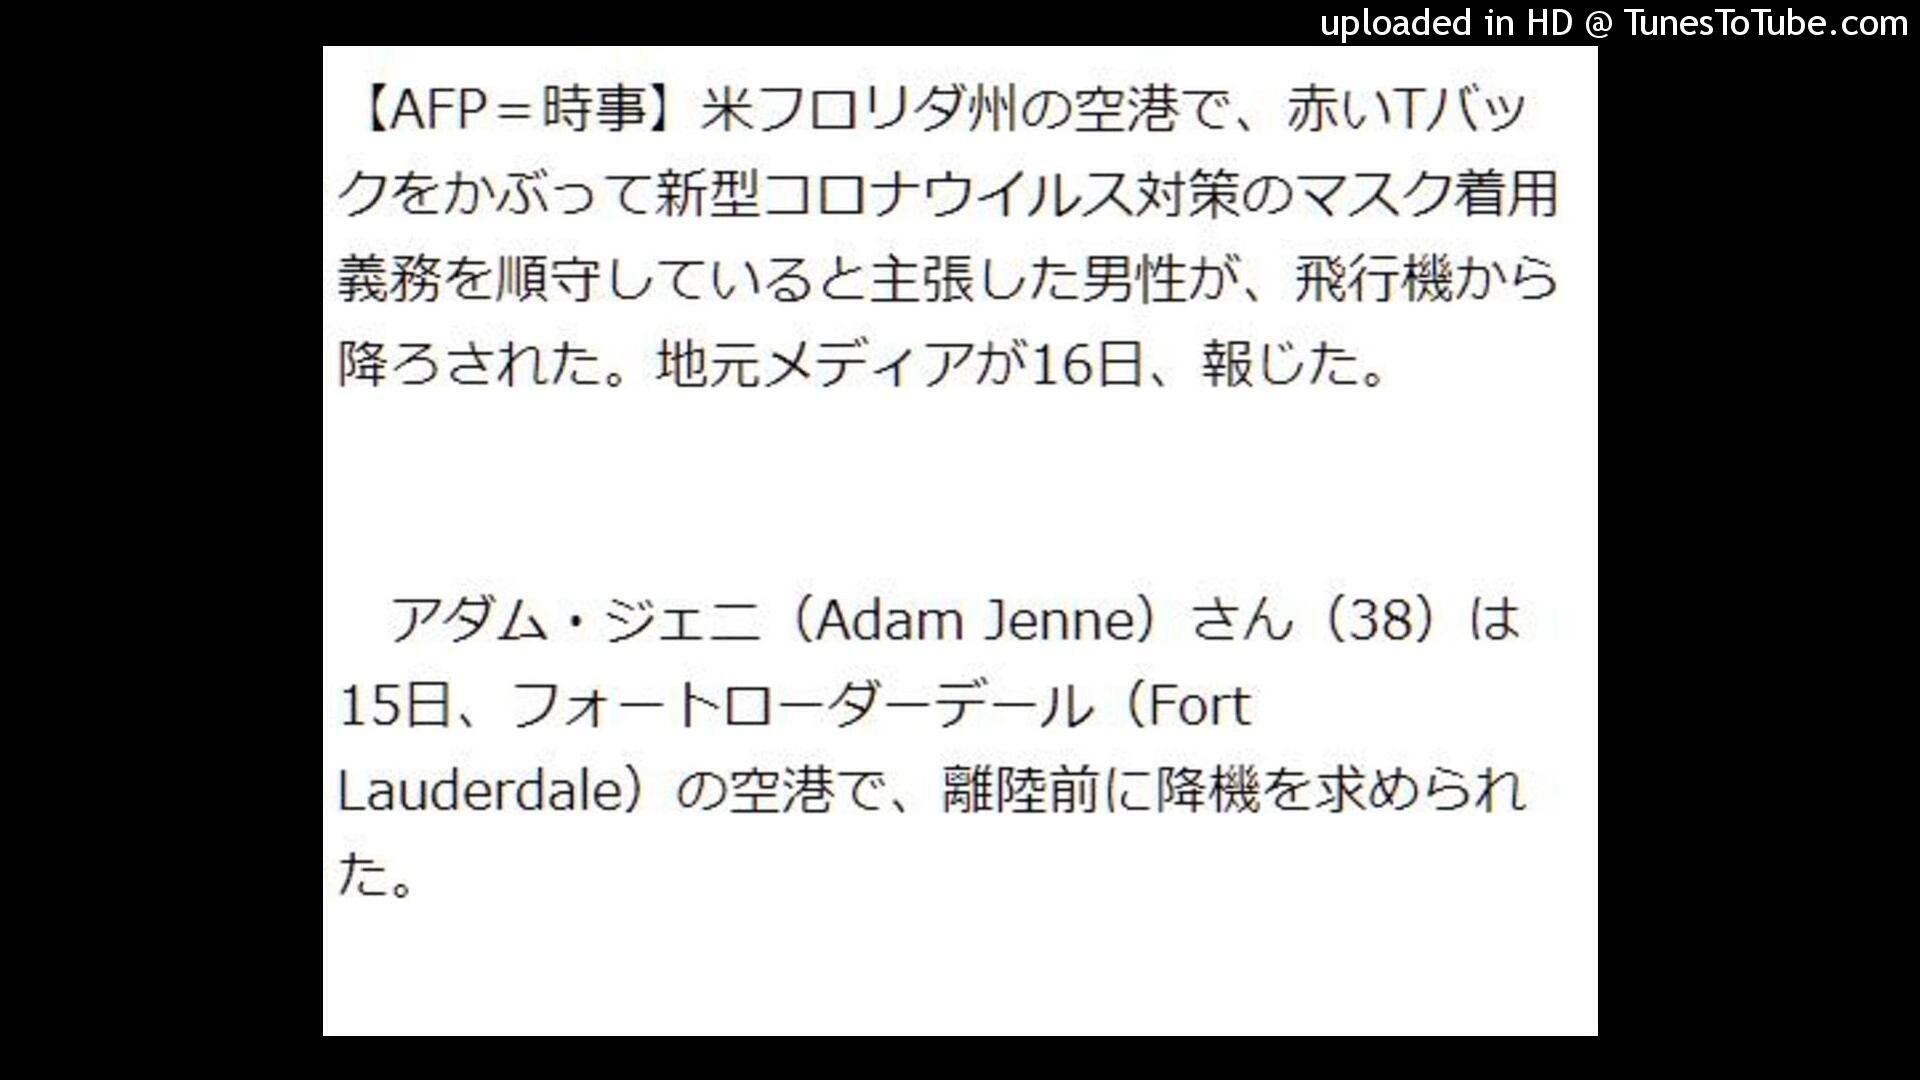 uploaded in HD @ TunesToTube.com
【AFP＝時事】米フロリダ州の空港で、赤いTバッ
クをかぶって新型コロナウイルス対策のマスク着用
義務を順守していると主張した男性が、飛行機から
降ろされた。地元メディアが16日、報じた。
アダム・ジェニ（Adam Jenne）さん（38）は
15日、フォートローダーデール（Fort
Lauderdale）の空港で、離陸前に降機を求められ
た。